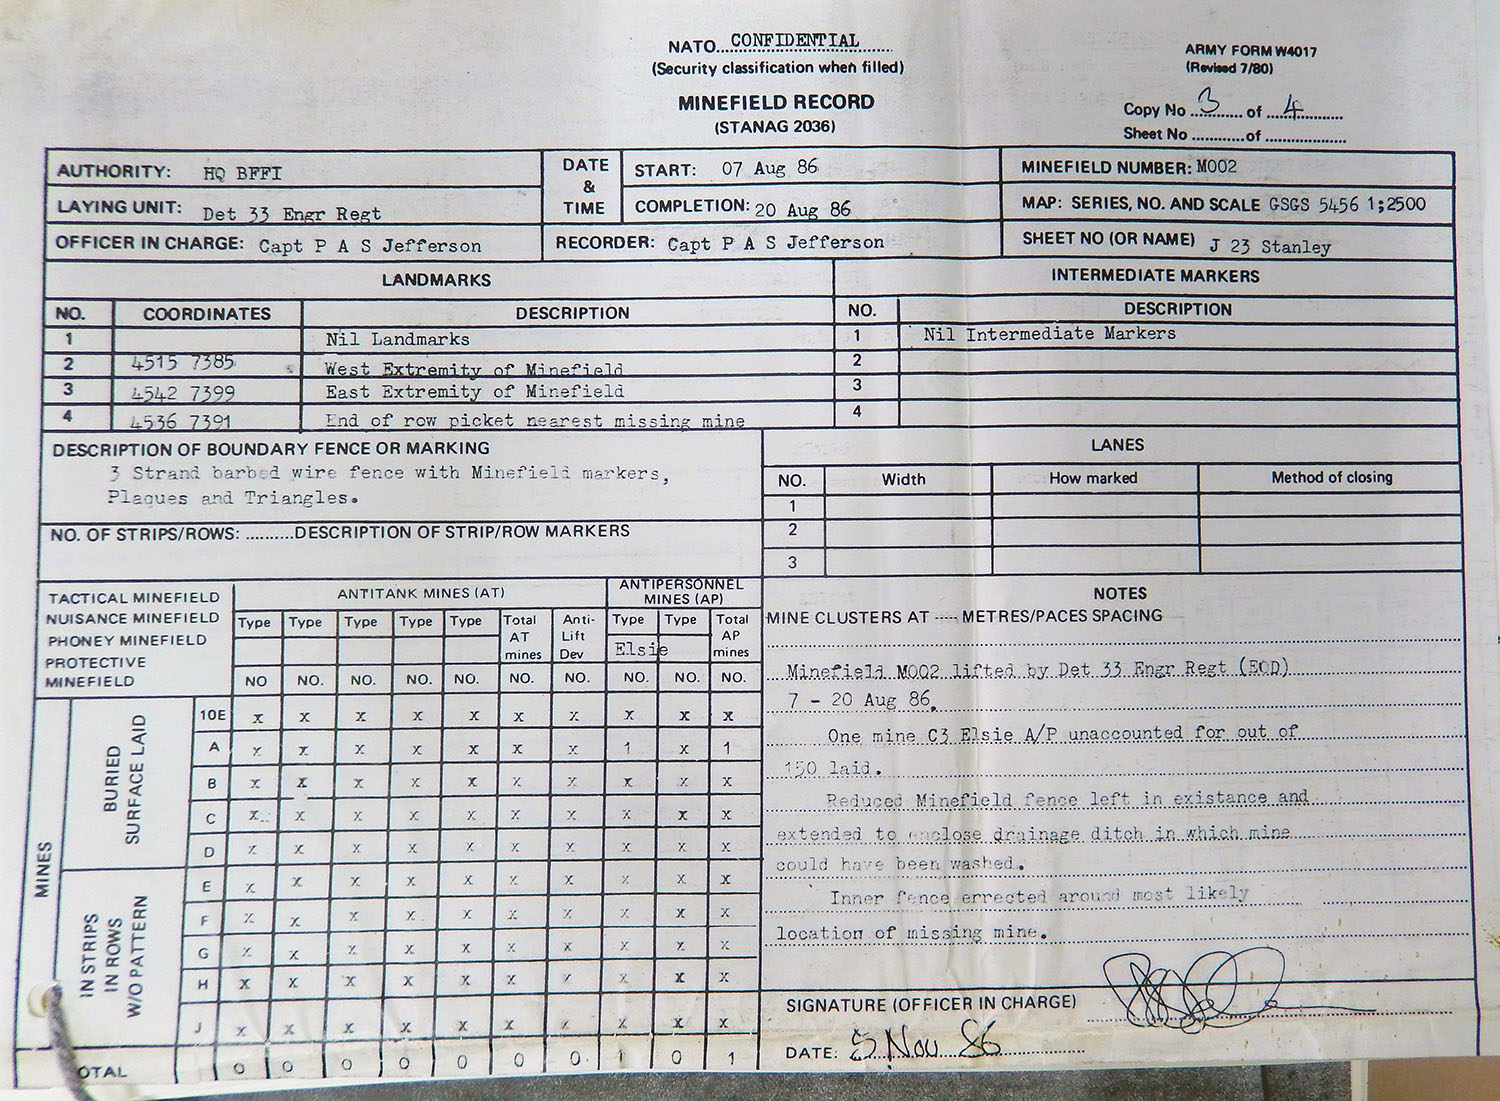 NATO CONFIDENTIAL
(Security classification when filled)
ARMY FORM W4017
(Revised 7/80)
MINEFIELD RECORD
(STANAG 2036)
Copy No 3 of 4
Sheet No ............of ..................
AUTHORITY: HQ BFFI
DATE & TIME
START: 07 Aug 86
MINEFIELD NUMBER: M002
LAYING UNIT: Det 33 Engr Regt
COMPLETION: 20 Aug 86
MAP: SERIES, NO. AND SCALE GSGS 5456 1;2500
OFFICER IN CHARGE: Capt P A S Jefferson
RECORDER: Capt P A S Jefferson
SHEET NO (OR NAME) J 23 Stanley
LANDMARKS
NO. COORDINATES DESCRIPTION
1 Nil Landmarks
2 4515 7385 West Extremity of Minefield
3 4542 7399 East Extremity of Minefield
4 4536 7391 End of row picket nearest missing mine
INTERMEDIATE MARKERS
NO. DESCRIPTION
1 Nil Intermediate Markers
2
3
4
DESCRIPTION OF BOUNDARY FENCE OR MARKING
3 Strand barbed wire fence with Minefield markers,
Plaques and Triangles.
NO. OF STRIPS/ROWS: ..........DESCRIPTION OF STRIP/ROW MARKERS
LANES
NO. Width How marked Method of closing
1
2
3
TACTICAL MINEFIELD
NUISANCE MINEFIELD
PHONEY MINEFIELD
PROTECTIVE
MINEFIELD
ANTITANK MINES (AT)
ANTIPERSONNEL
MINES (AP)
Type Type Type Type Type Total AT mines Anti-Lift Dev Type Type Total AP mines
Elsie
NO NO. NO. NO. NO. NO. NO. NO. NO. NO.
MINES
BURIED
SURFACE LAID
IN STRIPS
IN ROWS
W/O PATTERN
10E x x x x x x x x x x
A x x x x x x x 1 x 1
B x x x x x x x x x x
C x x x x x x x x x x
D x x x x x x x x x x
E x x x x x x x x x x
F x x x x x x x x x x
G x x x x x x x x x x
H x x x x x x x x x x
J x x x x x x x x x x
OTAL 0 0 0 0 0 0 0 1 0 1
NOTES
MINE CLUSTERS AT ---- METRES/PACES SPACING
Minefield M002 lifted by Det 33 Engr Regt (EOD)
7 - 20 Aug 86.
One mine C3 Elsie A/P unaccounted for out of
150 laid.
Reduced Minefield fence left in existance and
extended to enclose drainage ditch in which mine
could have been washed.
Inner fence errected around most likely
location of missing mine.
SIGNATURE (OFFICER IN CHARGE)
DATE: 5 Nov 86